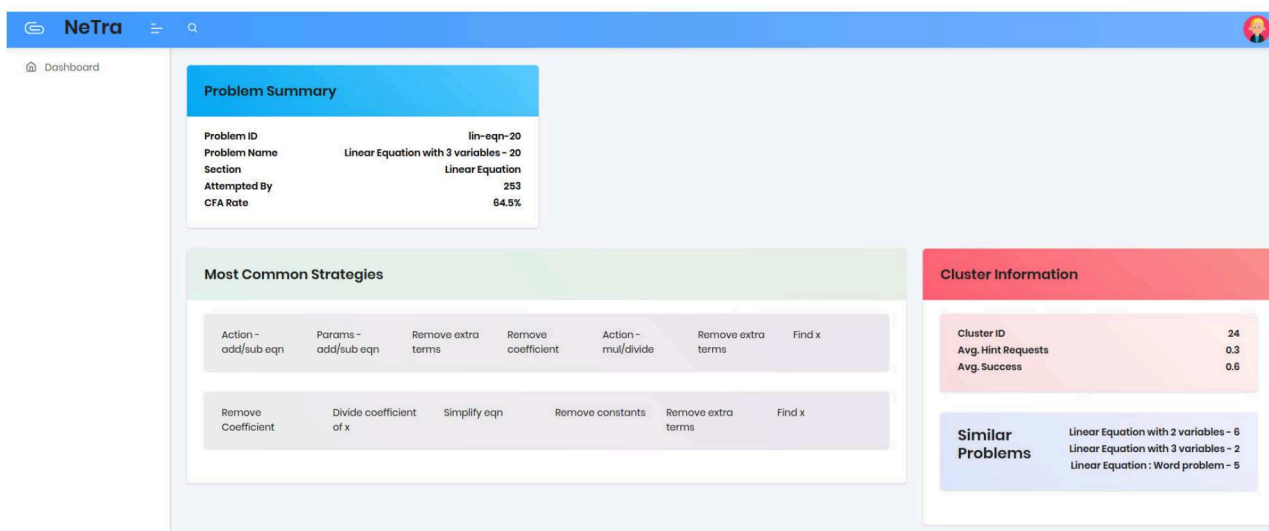 NeTra
Dashboard
Problem Summary
Problem ID lin-eqn-20
Problem Name Linear Equation with 3 variables - 20
Section Linear Equation
Attempted By 253
CFA Rate 64.5%
Most Common Strategies
Action - Params - Remove extra Remove Action - Remove extra Find x
add/sub eqn add/sub eqn terms coefficient mul/divide terms
Remove Divide coefficient Simplify eqn Remove constants Remove extra Find x
Coefficient of x terms
Cluster Information
Cluster ID 24
Avg. Hint Requests 0.3
Avg. Success 0.6
Similar Problems
Linear Equation with 2 variables - 6
Linear Equation with 3 variables - 2
Linear Equation : Word problem - 5